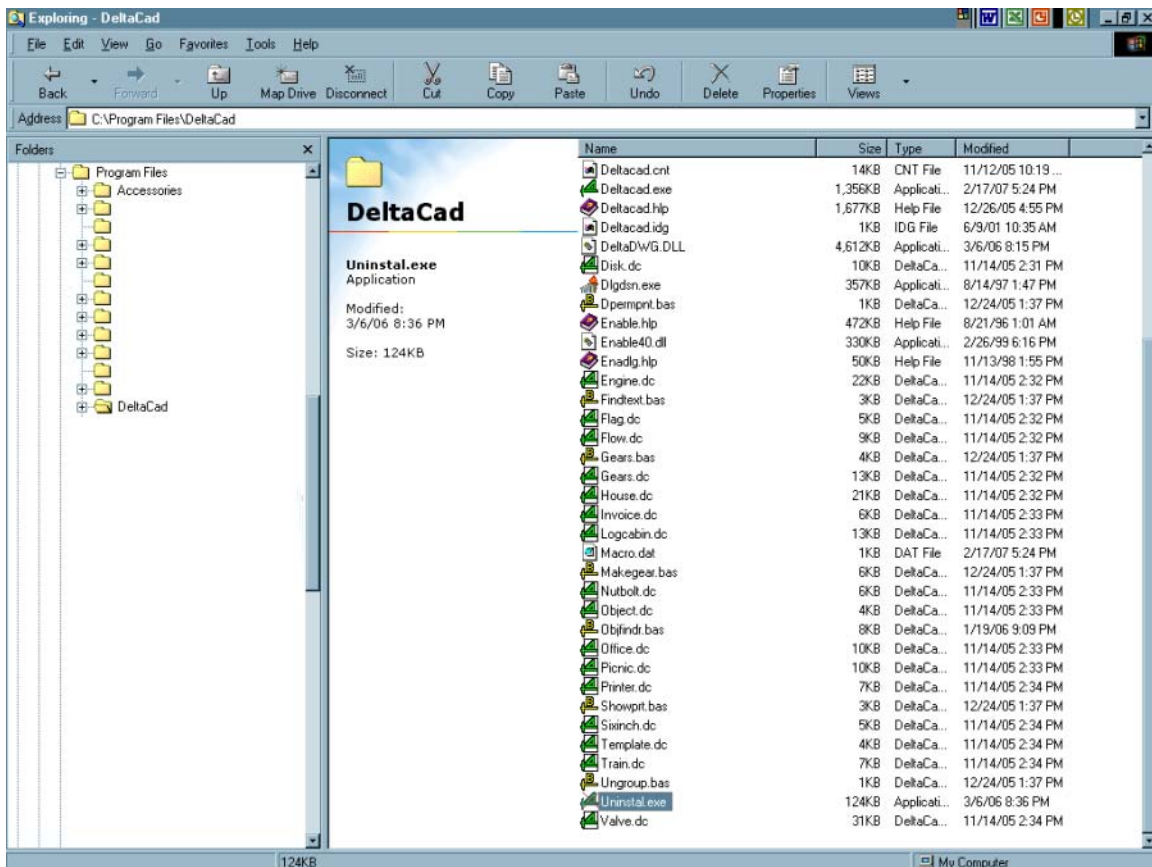 Exploring - DeltaCad
File Edit View Go Favorites Tools Help
Back Forward Up Map Drive Disconnect Cut Copy Paste Undo Delete Properties Views
Address C:\Program Files\DeltaCad
Folders
Program Files
Accessories
DeltaCad
DeltaCad
Uninstal.exe
Application
Modified:
3/6/06 8:36 PM
Size: 124KB
Name Size Type Modified
Deltacad.cnt 14KB CNT File 11/12/05 10:19 ...
Deltacad.exe 1,356KB Applicati... 2/17/07 5:24 PM
Deltacad.hlp 1,677KB Help File 12/26/05 4:55 PM
Deltacad.idg 1KB IDG File 6/9/01 10:35 AM
DeltaDWG.DLL 4,612KB Applicati... 3/6/06 8:15 PM
Disk.dc 10KB DeltaCa... 11/14/05 2:31 PM
Dlgdsn.exe 357KB Applicati... 8/14/97 1:47 PM
Dpermpnt.bas 1KB DeltaCa... 12/24/05 1:37 PM
Enable.hlp 472KB Help File 8/21/96 1:01 AM
Enable40.dll 330KB Applicati... 2/26/99 6:16 PM
Enadlg.hlp 50KB Help File 11/13/98 1:55 PM
Engine.dc 22KB DeltaCa... 11/14/05 2:32 PM
Findtext.bas 3KB DeltaCa... 12/24/05 1:37 PM
Flag.dc 5KB DeltaCa... 11/14/05 2:32 PM
Flow.dc 9KB DeltaCa... 11/14/05 2:32 PM
Gears.bas 4KB DeltaCa... 12/24/05 1:37 PM
Gears.dc 13KB DeltaCa... 11/14/05 2:32 PM
House.dc 21KB DeltaCa... 11/14/05 2:32 PM
Invoice.dc 6KB DeltaCa... 11/14/05 2:33 PM
Logcabin.dc 13KB DeltaCa... 11/14/05 2:33 PM
Macro.dat 1KB DAT File 2/17/07 5:24 PM
Makegear.bas 6KB DeltaCa... 12/24/05 1:37 PM
Nutbolt.dc 6KB DeltaCa... 11/14/05 2:33 PM
Object.dc 4KB DeltaCa... 11/14/05 2:33 PM
Objfindr.bas 8KB DeltaCa... 1/19/06 9:09 PM
Office.dc 10KB DeltaCa... 11/14/05 2:33 PM
Picnic.dc 10KB DeltaCa... 11/14/05 2:33 PM
Printer.dc 7KB DeltaCa... 11/14/05 2:34 PM
Showprt.bas 3KB DeltaCa... 12/24/05 1:37 PM
Sixinch.dc 5KB DeltaCa... 11/14/05 2:34 PM
Template.dc 4KB DeltaCa... 11/14/05 2:34 PM
Train.dc 7KB DeltaCa... 11/14/05 2:34 PM
Ungroup.bas 1KB DeltaCa... 12/24/05 1:37 PM
Uninstal.exe 124KB Applicati... 3/6/06 8:36 PM
Valve.dc 31KB DeltaCa... 11/14/05 2:34 PM
124KB My Computer